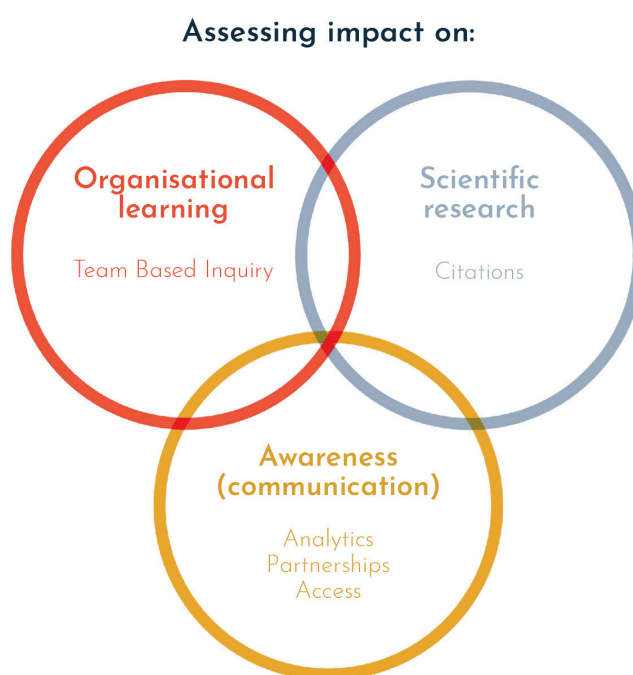 Assessing impact on:
Organisational
learning
Team Based Inquiry
Scientific
research
Citations
Awareness
(communication)
Analytics
Partnerships
Access